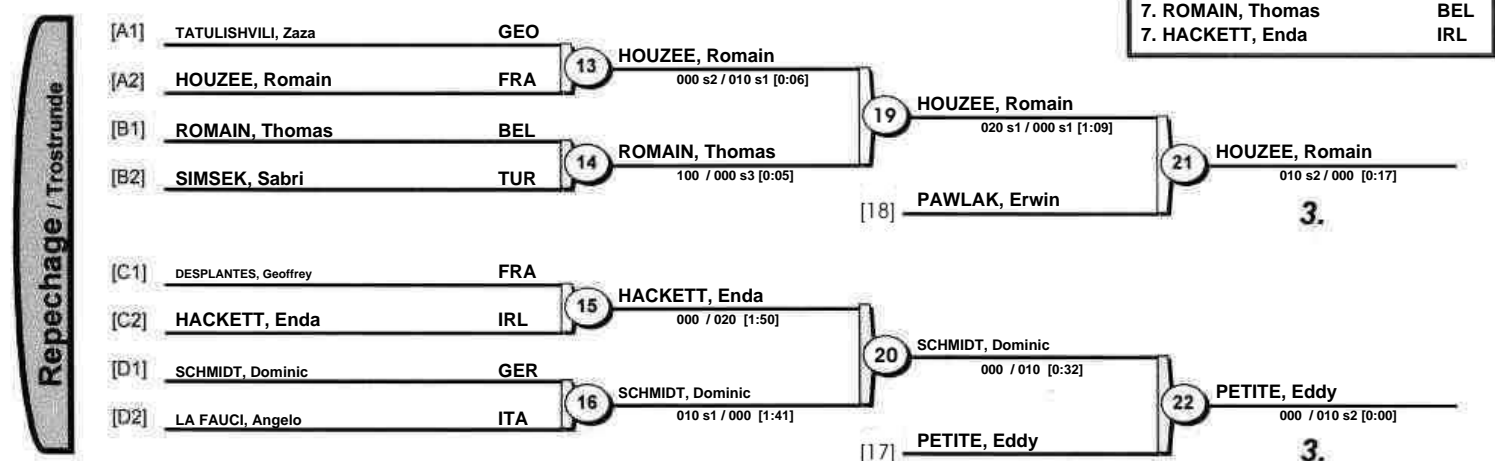 7. ROMAIN, Thomas BEL
7. HACKETT, Enda IRL
Repechage / Trostrunde
[A1] TATULISHVILI, Zaza GEO
13 HOUZEE, Romain
000 s2 / 010 s1 [0:06]
[A2] HOUZEE, Romain FRA
19 HOUZEE, Romain
020 s1 / 000 s1 [1:09]
[B1] ROMAIN, Thomas BEL
14 ROMAIN, Thomas
100 / 000 s3 [0:05]
[B2] SIMSEK, Sabri TUR
21 HOUZEE, Romain
010 s2 / 000 [0:17]
[18] PAWLAK, Erwin
3.
[C1] DESPLANTES, Geoffrey FRA
15 HACKETT, Enda
000 / 020 [1:50]
[C2] HACKETT, Enda IRL
20 SCHMIDT, Dominic
000 / 010 [0:32]
[D1] SCHMIDT, Dominic GER
16 SCHMIDT, Dominic
010 s1 / 000 [1:41]
[D2] LA FAUCI, Angelo ITA
22 PETITE, Eddy
000 / 010 s2 [0:00]
[17] PETITE, Eddy
3.